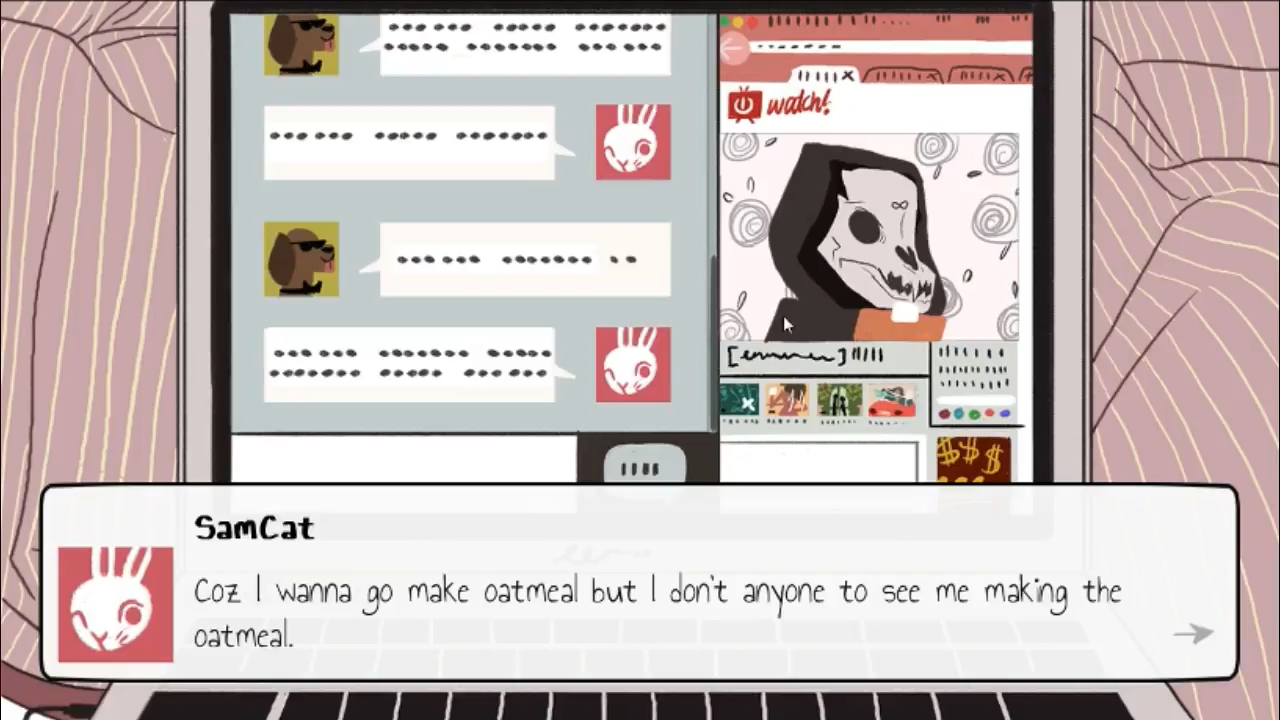 watch!
$$$
SamCat
Coz I wanna go make oatmeal but I don't anyone to see me making the
oatmeal.